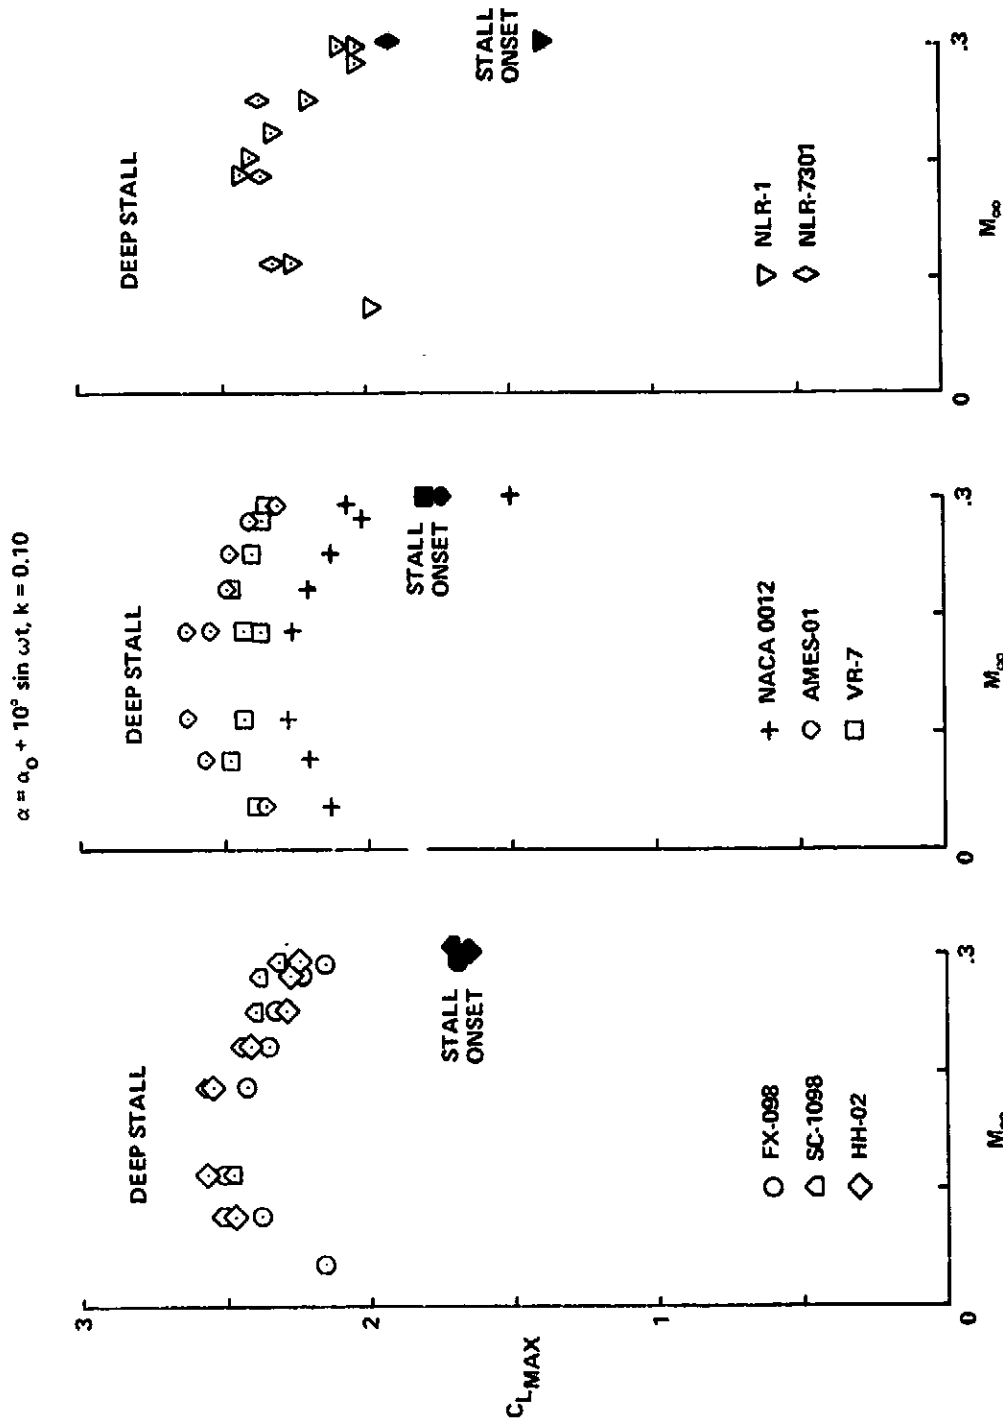 α = α₀ + 10° sin ωt, k = 0.10
DEEP STALL
STALL
ONSET
FX-098
SC-1098
HH-02
3
2
1
C_LMAX
0
.3
M∞
DEEP STALL
STALL
ONSET
NACA 0012
AMES-01
VR-7
0
.3
M∞
DEEP STALL
STALL
ONSET
NLR-1
NLR-7301
0
.3
M∞